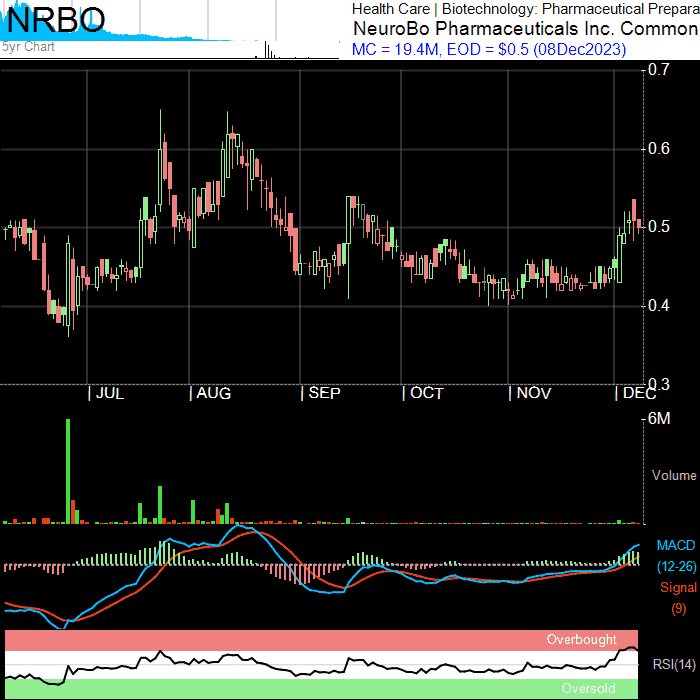 NRBO
5yr Chart
Health Care | Biotechnology: Pharmaceutical Prepara
NeuroBo Pharmaceuticals Inc. Common
MC = 19.4M, EOD = $0.5 (08Dec2023)
0.7
0.6
0.5
0.4
0.3
| JUL | AUG | SEP | OCT | NOV | DEC
6M
Volume
MACD
(12-26)
Signal
(9)
Overbought
RSI(14)
Oversold